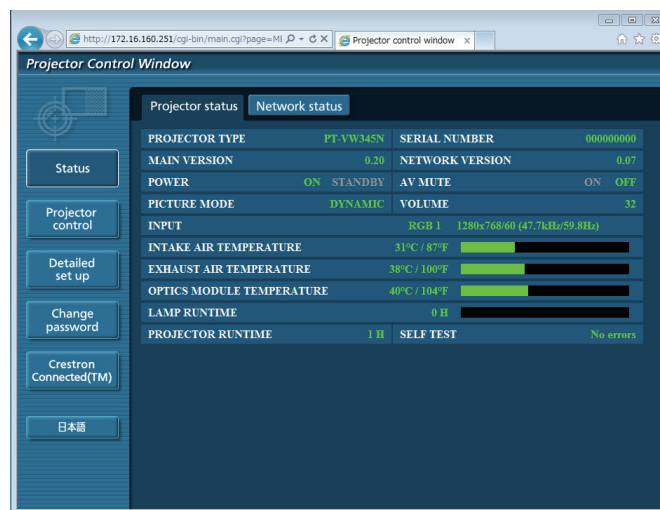 http://172.16.160.251/cgi-bin/main.cgi?page=MI
Projector control window
Projector Control Window
Projector status
Network status
PROJECTOR TYPE PT-VW345N SERIAL NUMBER 000000000
MAIN VERSION 0.20 NETWORK VERSION 0.07
POWER ON STANDBY AV MUTE ON OFF
PICTURE MODE DYNAMIC VOLUME 32
INPUT RGB 1 1280x768/60 (47.7kHz/59.8Hz)
INTAKE AIR TEMPERATURE 31°C / 87°F
EXHAUST AIR TEMPERATURE 38°C / 100°F
OPTICS MODULE TEMPERATURE 40°C / 104°F
LAMP RUNTIME 0 H
PROJECTOR RUNTIME 1 H SELF TEST No errors
Status
Projector
control
Detailed
set up
Change
password
Crestron
Connected(TM)
日本語